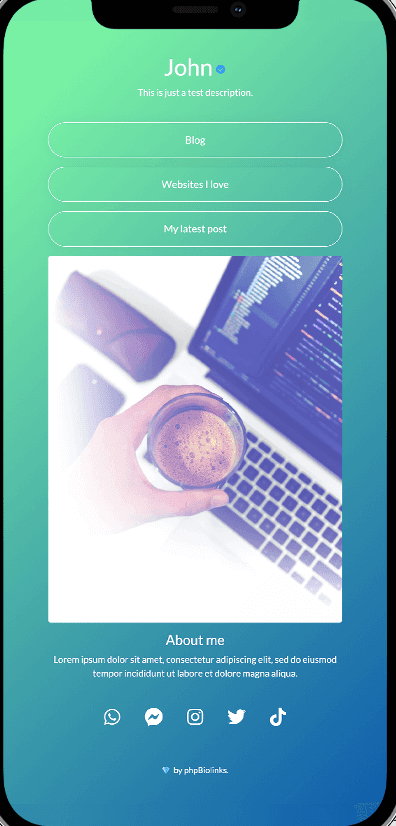 John
This is just a test description.
Blog
Websites I love
My latest post
About me
Lorem ipsum dolor sit amet, consectetur adipiscing elit, sed do eiusmod
tempor incididunt ut labore et dolore magna aliqua.
by phpBiolinks.